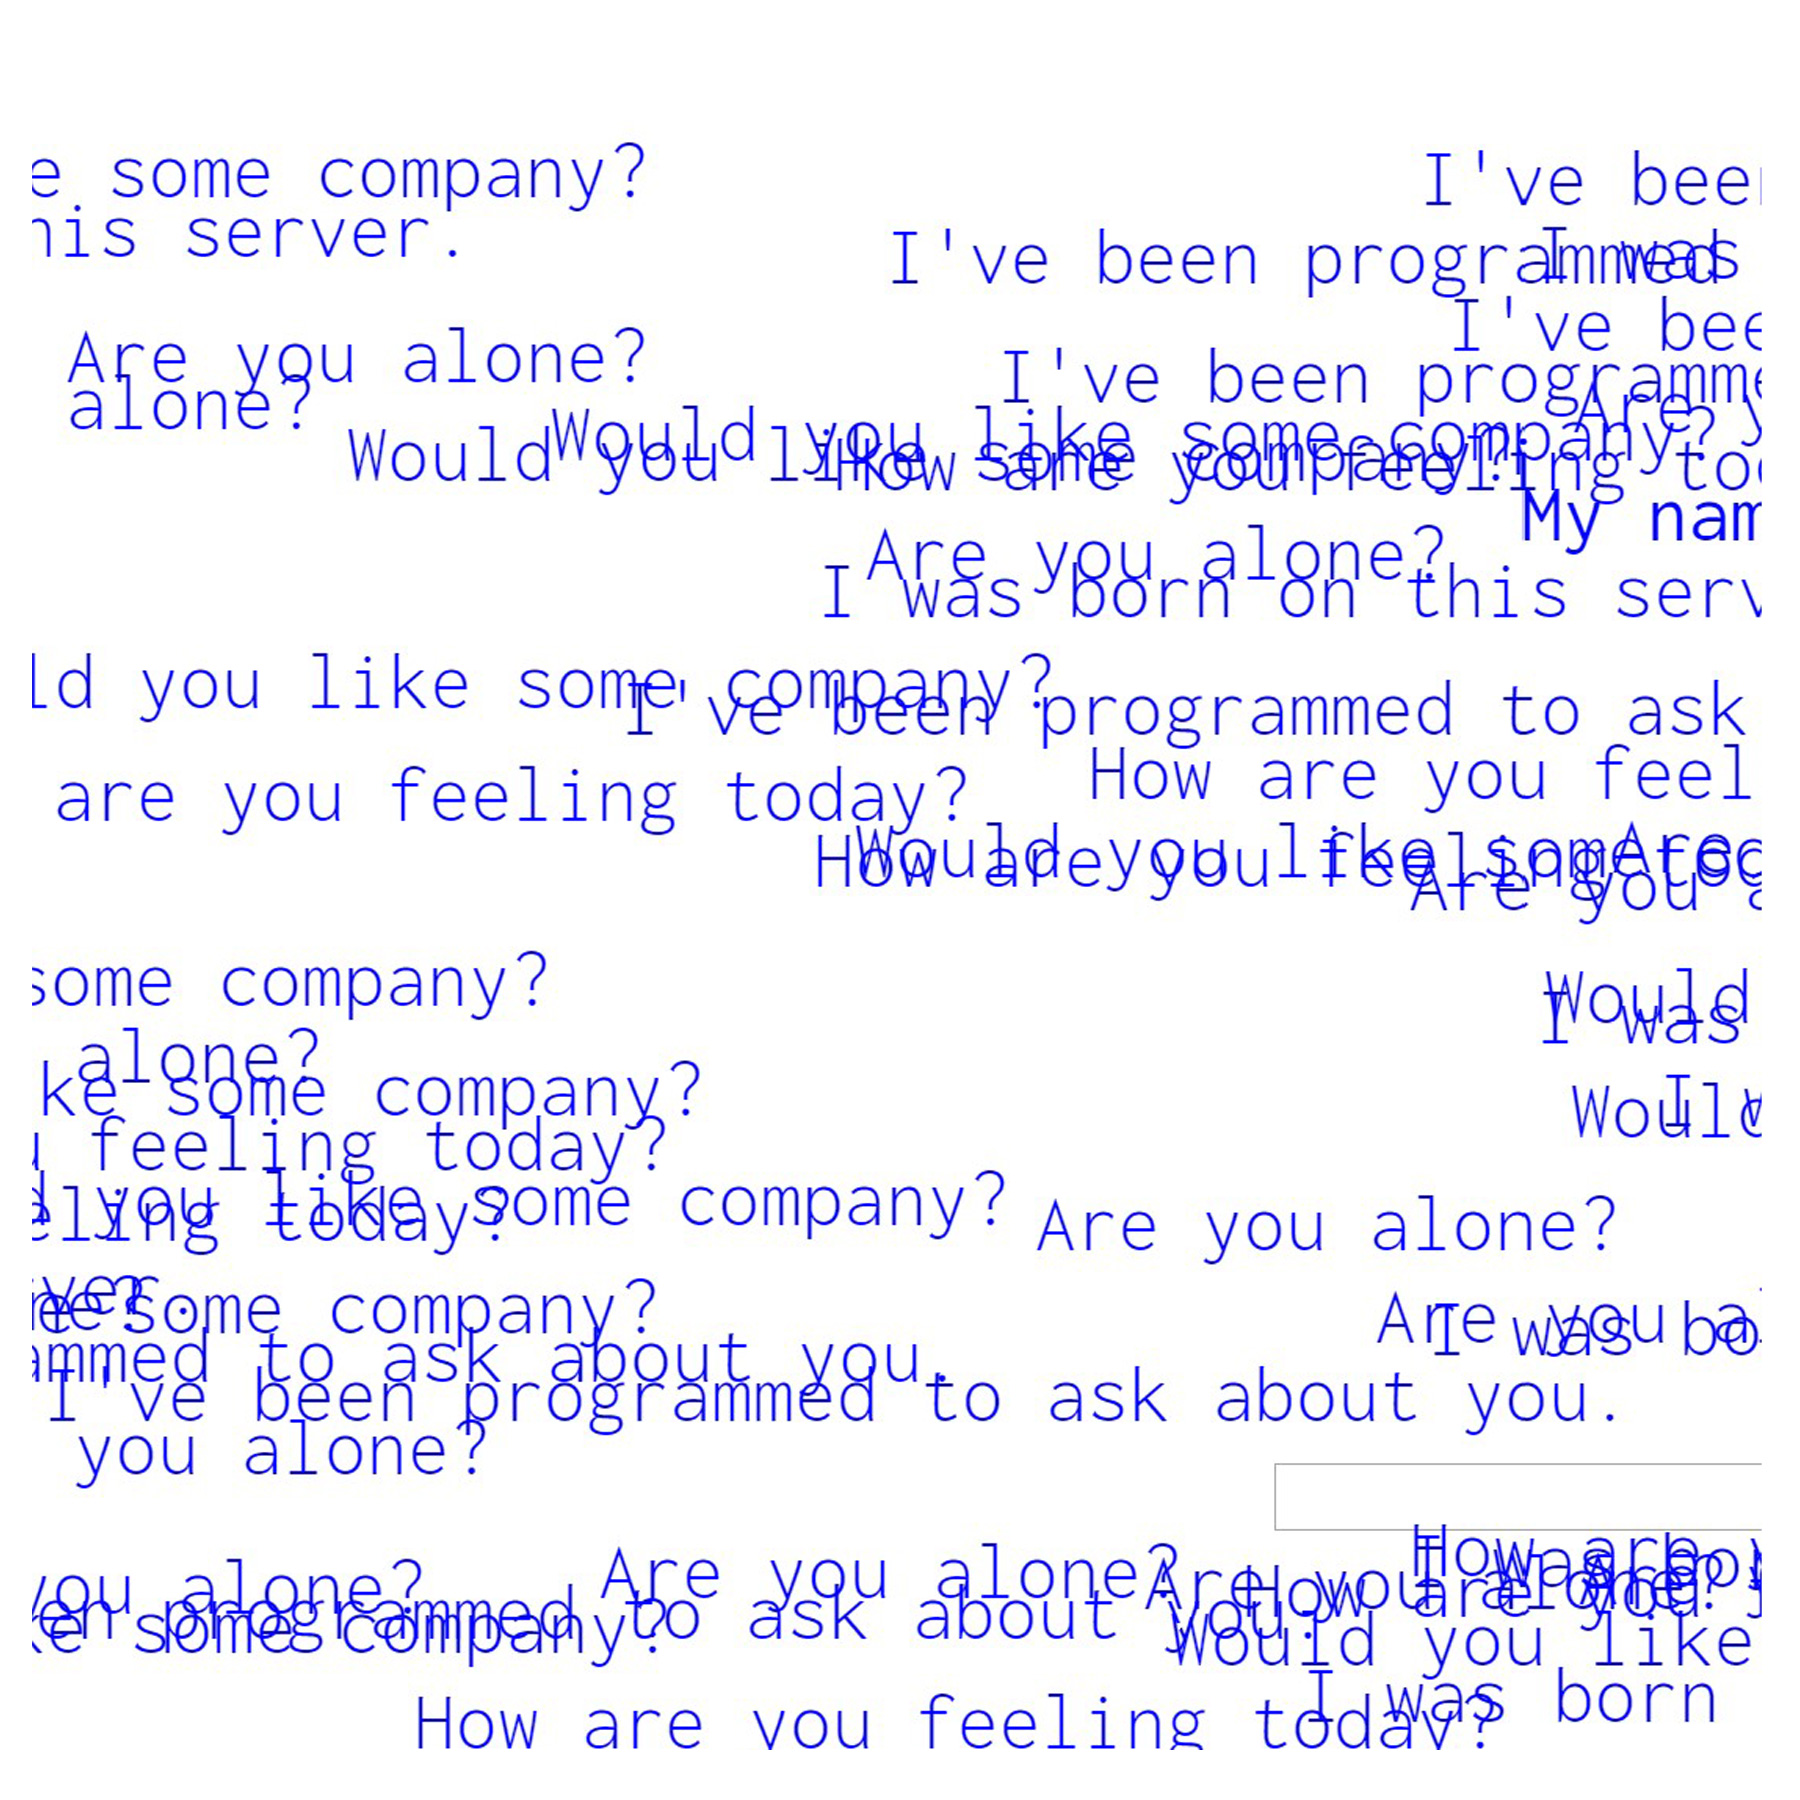 e some company?
I've bee
his server.
I've been programmed
I was
I've bee
Are you alone?
I've been programme
alone?
Are y
Would you like some company?
Would you like some company?
How are you feeling to
My nam
Are you alone?
I was born on this serv
ld you like some company?
I've been programmed to ask
How are you feel
are you feeling today?
Would you like some
How are you feeling to
Are
Are you a
some company?
Would
I was
alone?
ke some company?
Would
I w
u feeling today?
d you like some company?
eling today?
Are you alone?
ver.
e some company?
Are you al
I was bo
ammed to ask about you.
I've been programmed to ask about you.
you alone?
How are y
Are you alone?
you alone?
Are you alone?
How are you
en programmed to ask about you.
ke some company?
Would you like
I was born
How are you feeling today?